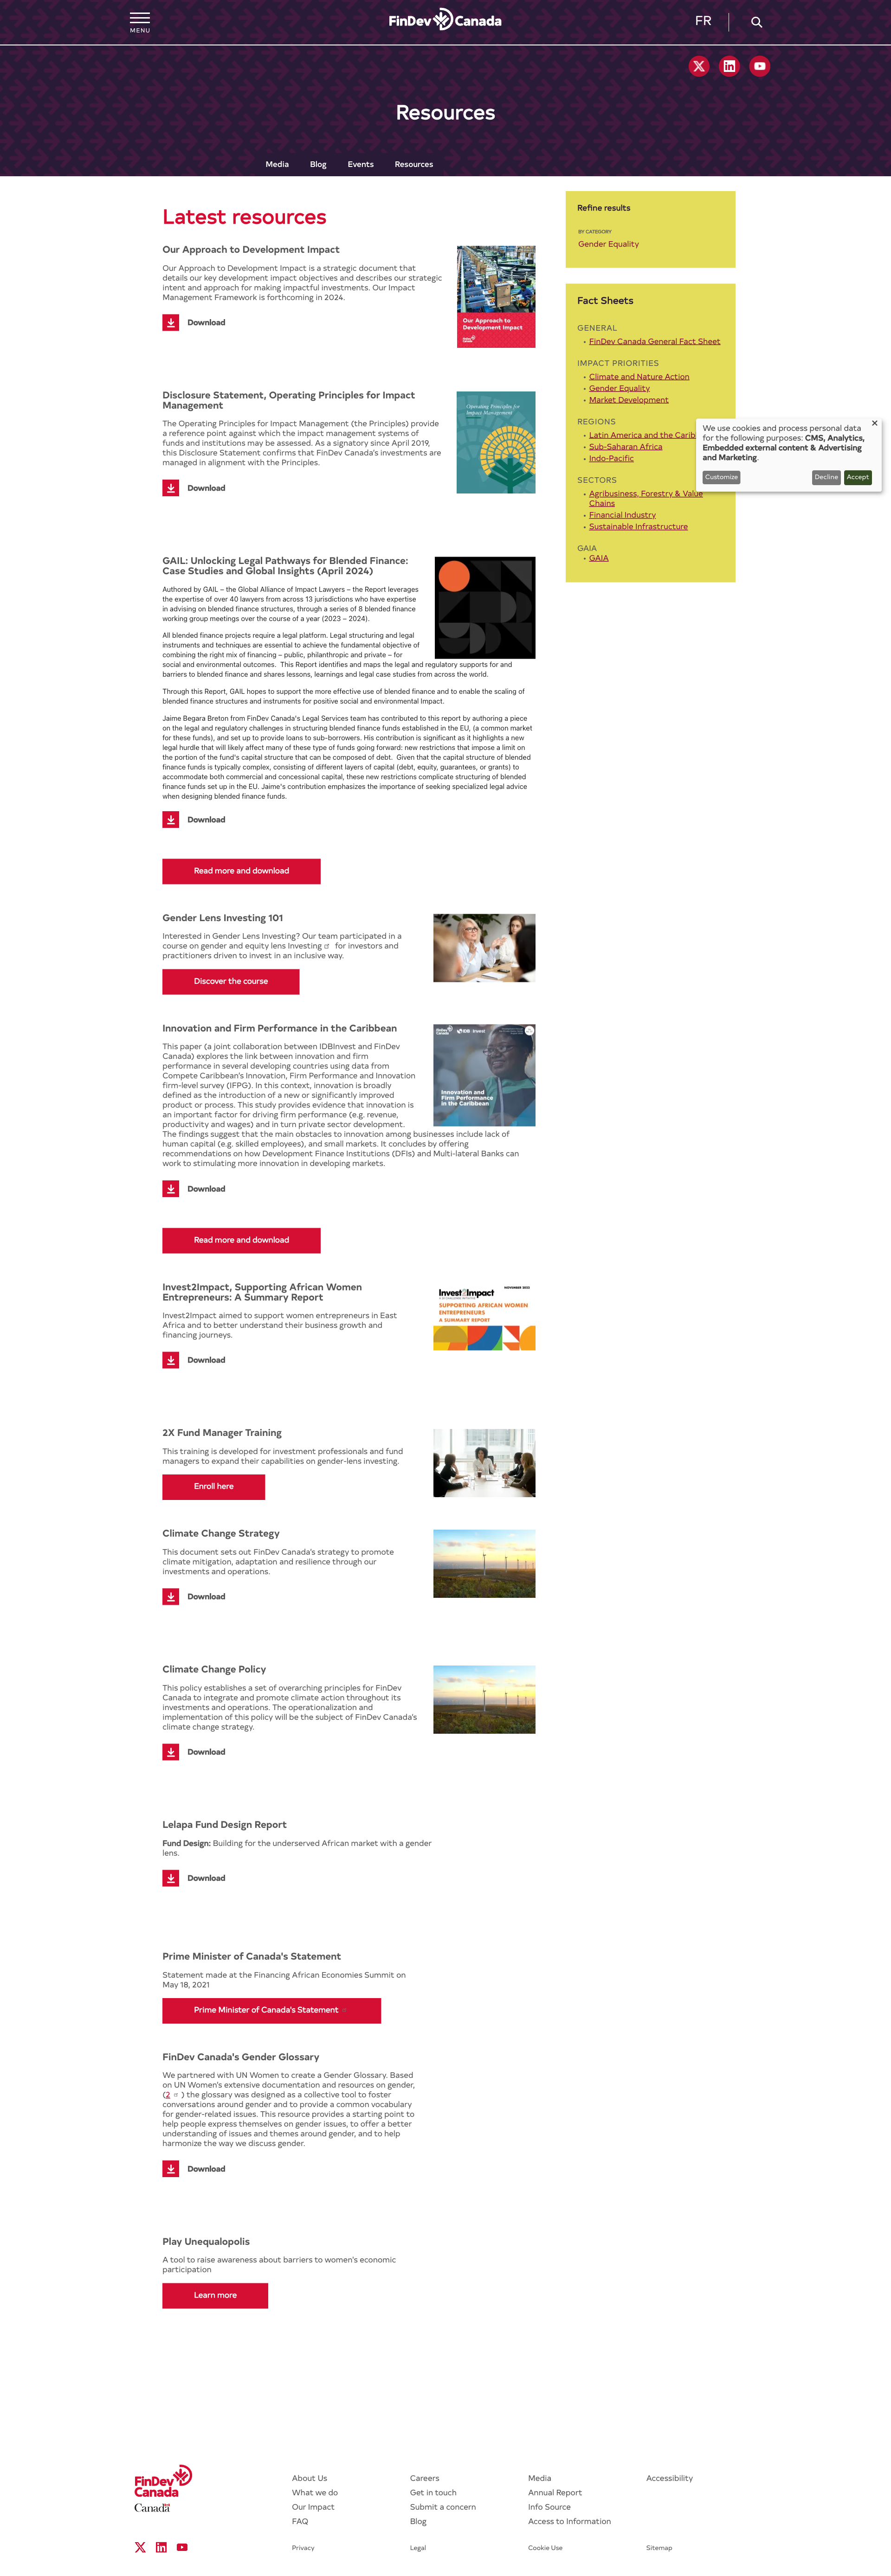 MENU
FinDev Canada
FR
Resources
Media
Blog
Events
Resources
Latest resources
Our Approach to Development Impact
Our Approach to Development Impact is a strategic document that
details our key development impact objectives and describes our strategic
intent and approach for making impactful investments. Our Impact
Management Framework is forthcoming in 2024.
Our Approach to
Development Impact
Download
Disclosure Statement, Operating Principles for Impact
Management
The Operating Principles for Impact Management (the Principles) provide
a reference point against which the impact management systems of
funds and institutions may be assessed. As a signatory since April 2019,
this Disclosure Statement confirms that FinDev Canada's investments are
managed in alignment with the Principles.
Operating Principles for
Impact Management
Download
GAIL: Unlocking Legal Pathways for Blended Finance:
Case Studies and Global Insights (April 2024)
Authored by GAIL – the Global Alliance of Impact Lawyers – the Report leverages
the expertise of over 40 lawyers from across 13 jurisdictions who have expertise
in advising on blended finance structures, through a series of 8 blended finance
working group meetings over the course of a year (2023 – 2024).
All blended finance projects require a legal platform. Legal structuring and legal
instruments and techniques are essential to achieve the fundamental objective of
combining the right mix of financing – public, philanthropic and private – for
social and environmental outcomes. This Report identifies and maps the legal and regulatory supports for and
barriers to blended finance and shares lessons, learnings and legal case studies from across the world.
Through this Report, GAIL hopes to support the more effective use of blended finance and to enable the scaling of
blended finance structures and instruments for positive social and environmental Impact.
Jaime Begara Breton from FinDev Canada's Legal Services team has contributed to this report by authoring a piece
on the legal and regulatory challenges in structuring blended finance funds established in the EU, (a common market
for these funds), and set up to provide loans to sub-borrowers. His contribution is significant as it highlights a new
legal hurdle that will likely affect many of these type of funds going forward: new restrictions that impose a limit on
the portion of the fund's capital structure that can be composed of debt. Given that the capital structure of blended
finance funds is typically complex, consisting of different layers of capital (debt, equity, guarantees, or grants) to
accommodate both commercial and concessional capital, these new restrictions complicate structuring of blended
finance funds set up in the EU. Jaime's contribution emphasizes the importance of seeking specialized legal advice
when designing blended finance funds.
Download
Read more and download
Gender Lens Investing 101
Interested in Gender Lens Investing? Our team participated in a
course on gender and equity lens Investing for investors and
practitioners driven to invest in an inclusive way.
Discover the course
Innovation and Firm Performance in the Caribbean
This paper (a joint collaboration between IDBInvest and FinDev
Canada) explores the link between innovation and firm
performance in several developing countries using data from
Compete Caribbean's Innovation, Firm Performance and Innovation
firm-level survey (IFPG). In this context, innovation is broadly
defined as the introduction of a new or significantly improved
product or process. This study provides evidence that innovation is
an important factor for driving firm performance (e.g. revenue,
productivity and wages) and in turn private sector development.
The findings suggest that the main obstacles to innovation among businesses include lack of
human capital (e.g. skilled employees), and small markets. It concludes by offering
recommendations on how Development Finance Institutions (DFIs) and Multi-lateral Banks can
work to stimulating more innovation in developing markets.
Innovation and
Firm Performance
in the Caribbean
Download
Read more and download
Invest2Impact, Supporting African Women
Entrepreneurs: A Summary Report
Invest2Impact aimed to support women entrepreneurs in East
Africa and to better understand their business growth and
financing journeys.
NOVEMBER 2022
Invest2Impact
SUPPORTING AFRICAN WOMEN
ENTREPRENEURS
A SUMMARY REPORT
Download
2X Fund Manager Training
This training is developed for investment professionals and fund
managers to expand their capabilities on gender-lens investing.
Enroll here
Climate Change Strategy
This document sets out FinDev Canada's strategy to promote
climate mitigation, adaptation and resilience through our
investments and operations.
Download
Climate Change Policy
This policy establishes a set of overarching principles for FinDev
Canada to integrate and promote climate action throughout its
investments and operations. The operationalization and
implementation of this policy will be the subject of FinDev Canada's
climate change strategy.
Download
Lelapa Fund Design Report
Fund Design: Building for the underserved African market with a gender
lens.
Download
Prime Minister of Canada's Statement
Statement made at the Financing African Economies Summit on
May 18, 2021
Prime Minister of Canada's Statement
FinDev Canada's Gender Glossary
We partnered with UN Women to create a Gender Glossary. Based
on UN Women's extensive documentation and resources on gender,
(2 ) the glossary was designed as a collective tool to foster
conversations around gender and to provide a common vocabulary
for gender-related issues. This resource provides a starting point to
help people express themselves on gender issues, to offer a better
understanding of issues and themes around gender, and to help
harmonize the way we discuss gender.
Download
Play Unequalopolis
A tool to raise awareness about barriers to women's economic
participation
Learn more
Refine results
BY CATEGORY
Gender Equality
Fact Sheets
GENERAL
FinDev Canada General Fact Sheet
IMPACT PRIORITIES
Climate and Nature Action
Gender Equality
Market Development
REGIONS
Latin America and the Carib
Sub-Saharan Africa
Indo-Pacific
SECTORS
Agribusiness, Forestry & Value
Chains
Financial Industry
Sustainable Infrastructure
GAIA
GAIA
We use cookies and process personal data
for the following purposes: CMS, Analytics,
Embedded external content & Advertising
and Marketing.
Customize
Decline
Accept
FinDev
Canada
Canada
About Us
What we do
Our Impact
FAQ
Careers
Get in touch
Submit a concern
Blog
Media
Annual Report
Info Source
Access to Information
Accessibility
Privacy
Legal
Cookie Use
Sitemap